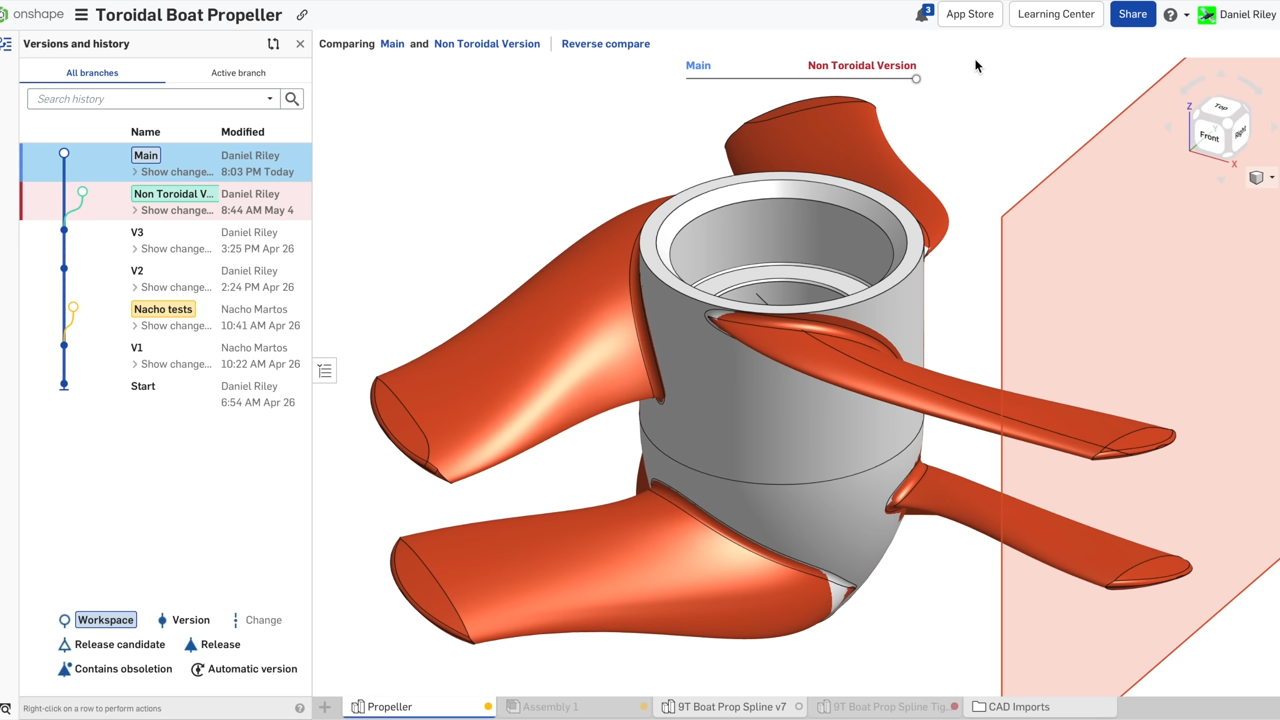 onshape Toroidal Boat Propeller 3 App Store Learning Center Share Daniel Riley
Versions and history
Comparing Main and Non Toroidal Version Reverse compare
Main Non Toroidal Version
All branches Active branch
Search history
Name Modified
Main Daniel Riley
Show change... 8:03 PM Today
Non Toroidal V... Daniel Riley
Show change... 8:44 AM May 4
V3 Daniel Riley
Show change... 3:25 PM Apr 26
V2 Daniel Riley
Show change... 2:24 PM Apr 26
Nacho tests Nacho Martos
Show change... 10:41 AM Apr 26
V1 Nacho Martos
Show change... 10:22 AM Apr 26
Start Daniel Riley
6:54 AM Apr 26
Z Top
Front Right
X
Workspace Version Change
Release candidate Release
Contains obsoletion Automatic version
Right-click on a row to perform actions
Propeller Assembly 1 9T Boat Prop Spline v7 9T Boat Prop Spline Tig... CAD Imports